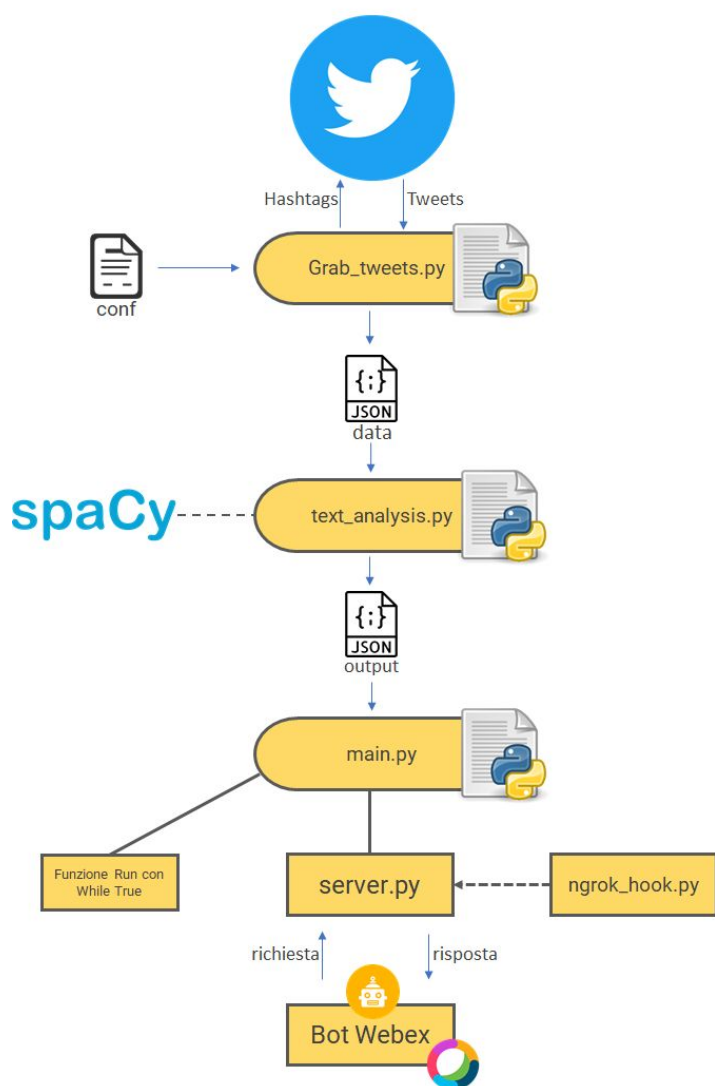 Hashtags
Tweets
conf
Grab_tweets.py
{;}
JSON
data
spaCy
text_analysis.py
{;}
JSON
output
main.py
Funzione Run con
While True
server.py
ngrok_hook.py
richiesta
risposta
Bot Webex